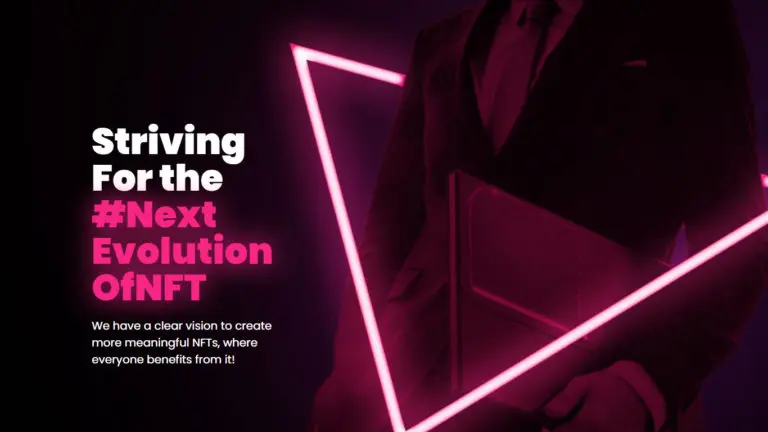 Striving
For the
#Next
Evolution
OfNFT
We have a clear vision to create
more meaningful NFTs, where
everyone benefits from it!